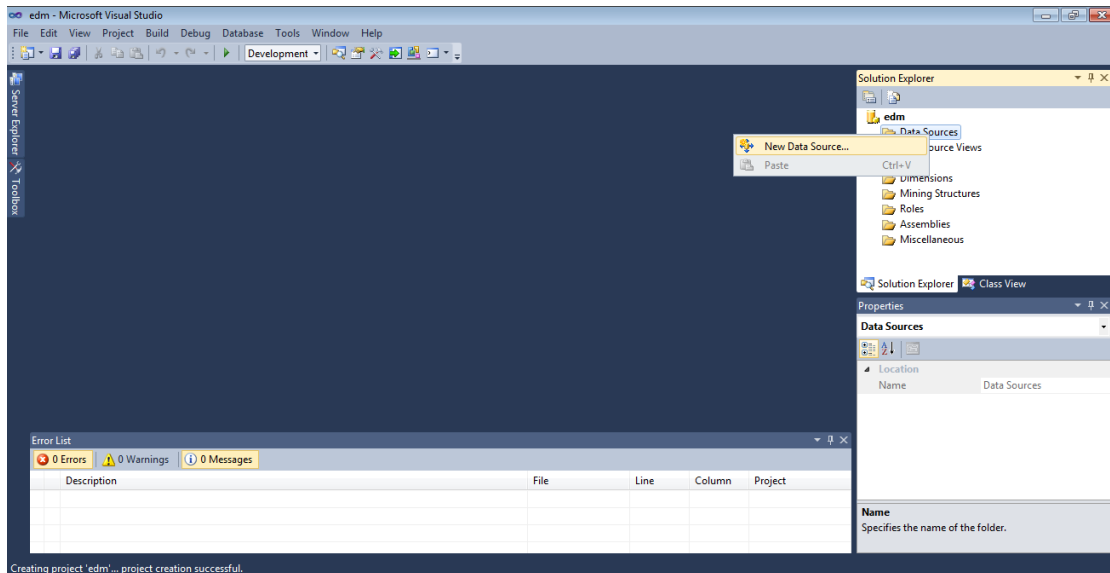 edm - Microsoft Visual Studio
File Edit View Project Build Debug Database Tools Window Help
Development
Server Explorer
Toolbox
Solution Explorer
edm
Data Sources
New Data Source...
Paste Ctrl+V
ource Views
Dimensions
Mining Structures
Roles
Assemblies
Miscellaneous
Solution Explorer Class View
Properties
Data Sources
Location
Name Data Sources
Name
Specifies the name of the folder.
Error List
0 Errors 0 Warnings 0 Messages
Description File Line Column Project
Creating project 'edm'... project creation successful.